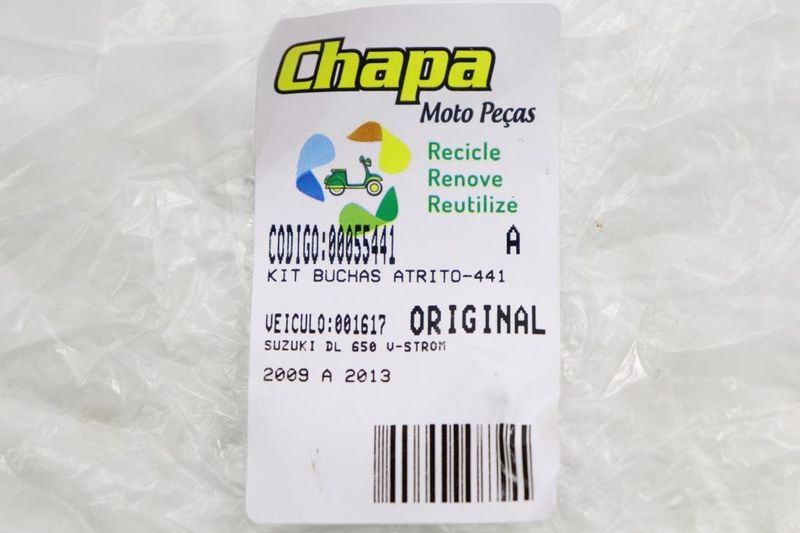 Chapa
Moto Peças
Recicle
Renove
Reutilize
CODIGO:00055441 A
KIT BUCHAS ATRITO-441
VEICULO:001617 ORIGINAL
SUZUKI DL 650 V-STROM
2009 A 2013